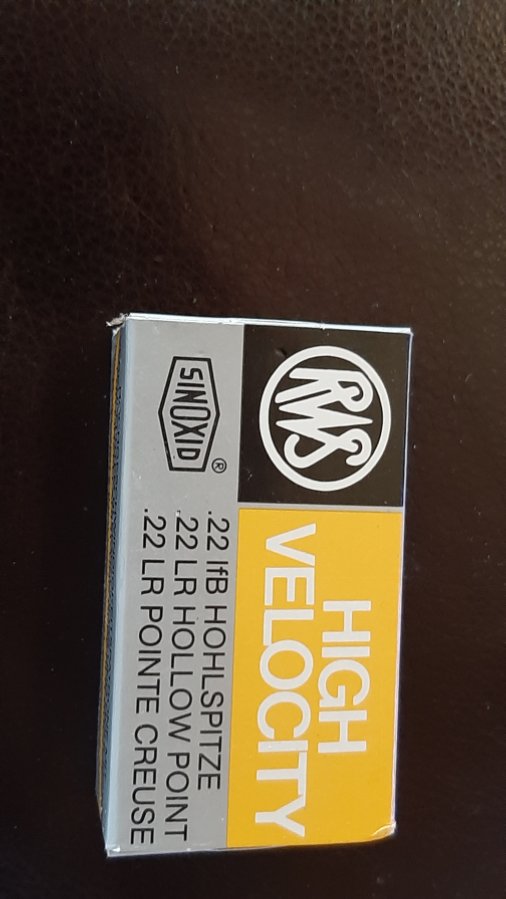 RWS
HIGH
VELOCITY
SINOXID®
.22 lfB HOHLSPITZE
.22 LR HOLLOW POINT
.22 LR POINTE CREUSE